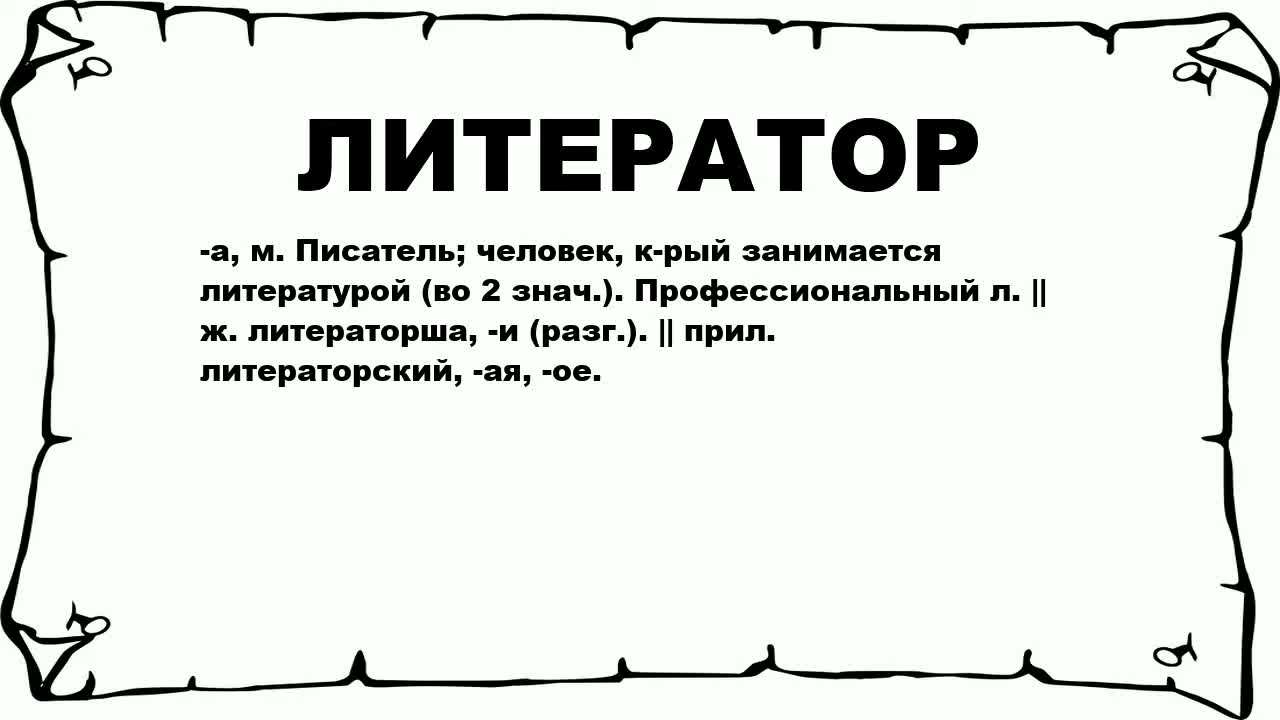 ЛИТЕРАТОР
-а, м. Писатель; человек, к-рый занимается
литературой (во 2 знач.). Профессиональный л. ||
ж. литераторша, -и (разг.). || прил.
литераторский, -ая, -ое.